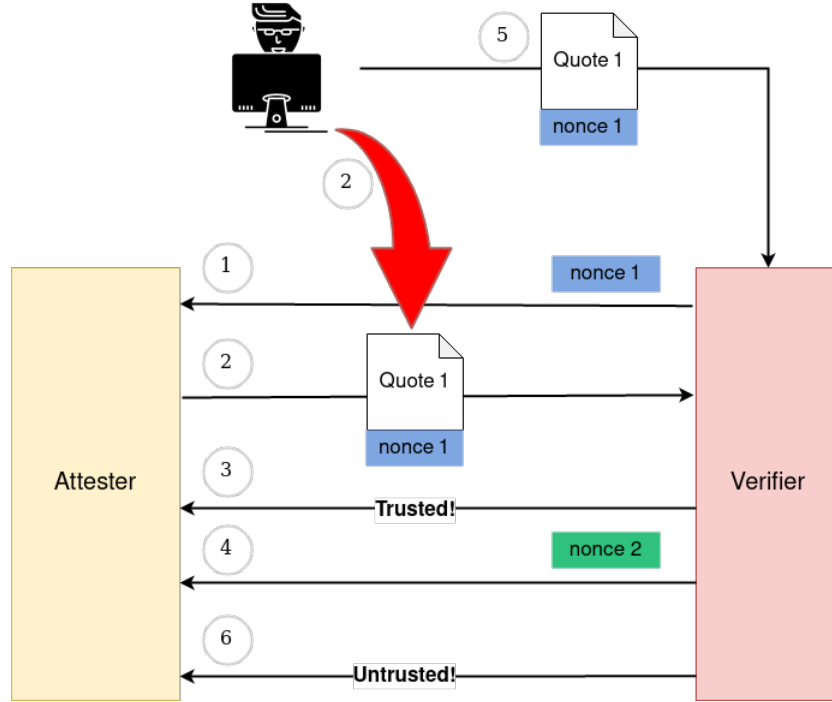 5
Quote 1
nonce 1
2
1
nonce 1
2
Quote 1
nonce 1
3
Attester
Verifier
Trusted!
4
nonce 2
6
Untrusted!